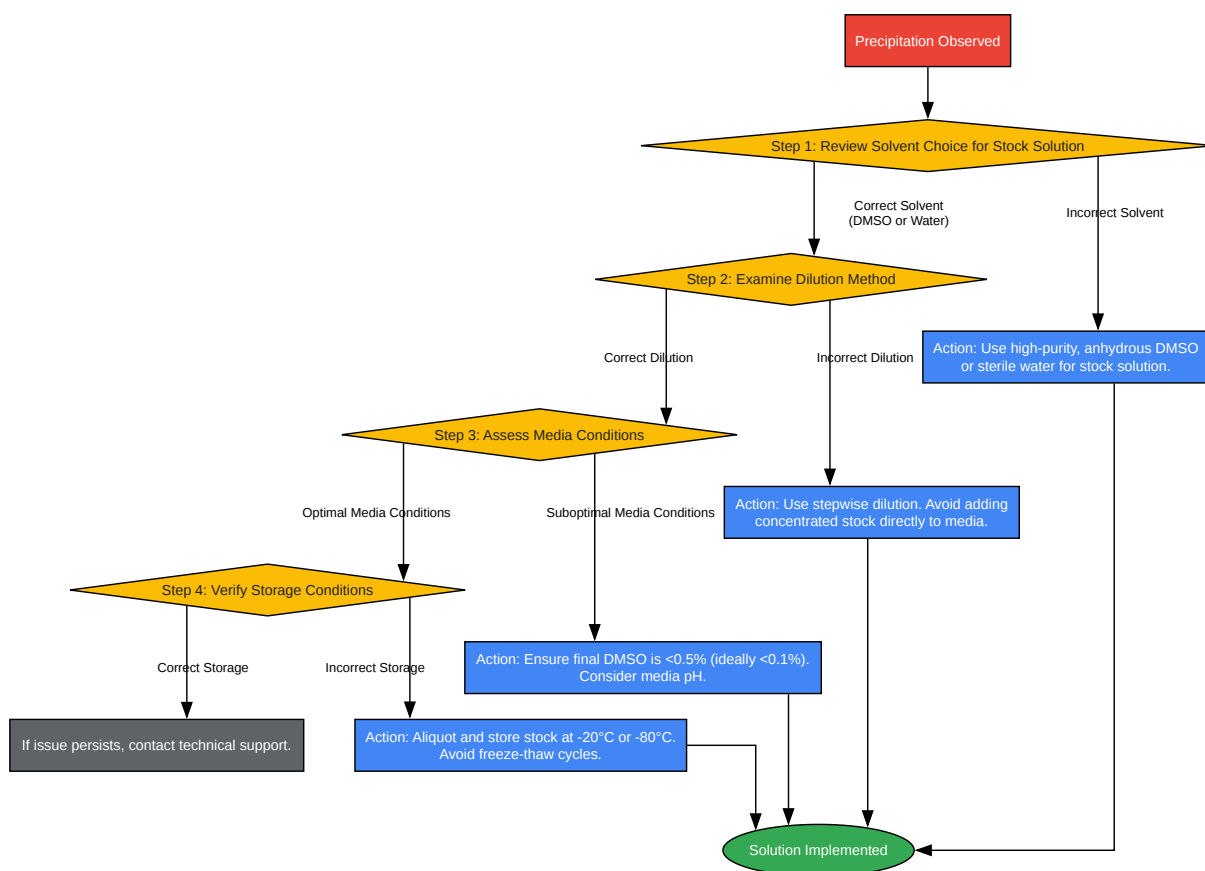 Precipitation Observed
Step 1: Review Solvent Choice for Stock Solution
Correct Solvent
(DMSO or Water)
Incorrect Solvent
Step 2: Examine Dilution Method
Action: Use high-purity, anhydrous DMSO
or sterile water for stock solution.
Correct Dilution
Incorrect Dilution
Step 3: Assess Media Conditions
Action: Use stepwise dilution. Avoid adding
concentrated stock directly to media.
Optimal Media Conditions
Suboptimal Media Conditions
Step 4: Verify Storage Conditions
Action: Ensure final DMSO is <0.5% (ideally <0.1%).
Consider media pH.
Correct Storage
Incorrect Storage
If issue persists, contact technical support.
Action: Aliquot and store stock at -20°C or -80°C.
Avoid freeze-thaw cycles.
Solution Implemented